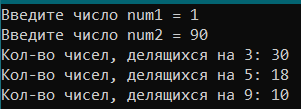 Введите число num1 = 1
Введите число num2 = 90
Кол-во чисел, делящихся на 3: 30
Кол-во чисел, делящихся на 5: 18
Кол-во чисел, делящихся на 9: 10